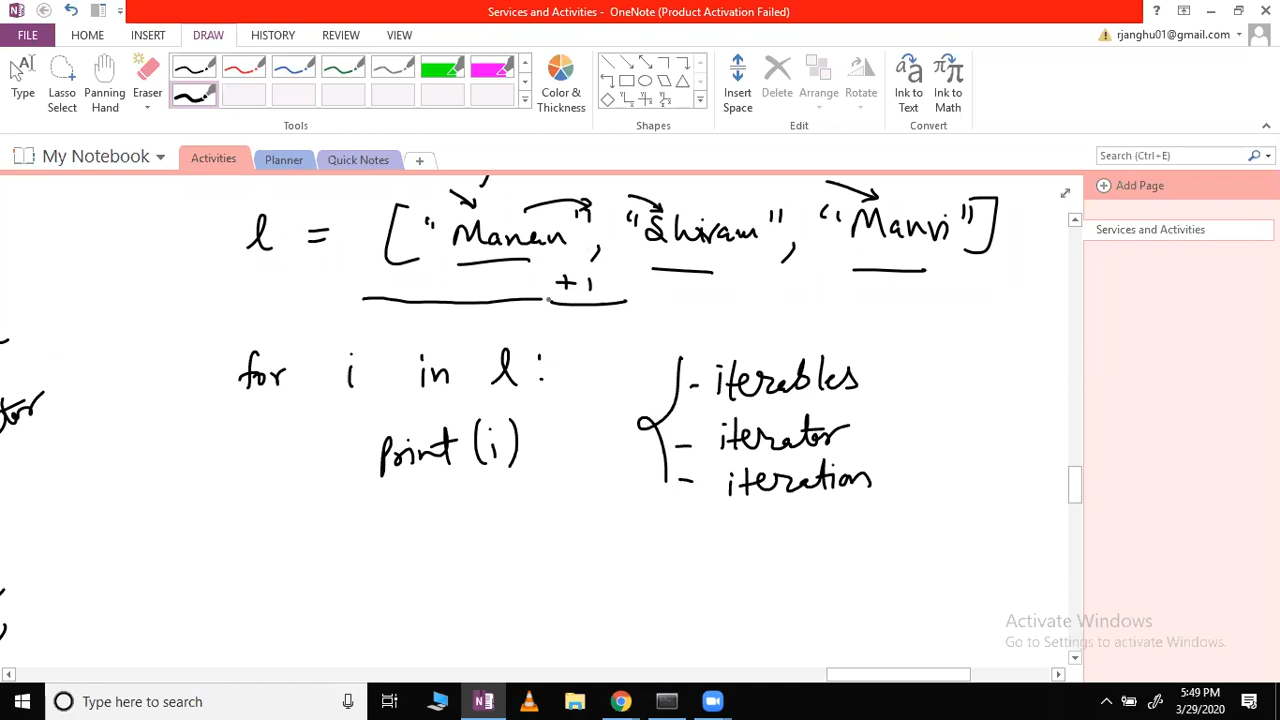 Services and Activities - OneNote (Product Activation Failed)
FILE HOME INSERT DRAW HISTORY REVIEW VIEW
rjanghu01@gmail.com
Type Lasso Select Panning Hand Eraser
Color & Thickness
Insert Space Delete Arrange Rotate Ink to Text Ink to Math
Tools Shapes Edit Convert
My Notebook Activities Planner Quick Notes
Search (Ctrl+E)
Add Page
Services and Activities
l = ["Manan", "Shiram", "Manvi"]
+1
for i in l:
print(i)
- iterables
- iterator
- iteration
Activate Windows
Go to Settings to activate Windows.
Type here to search
5:49 PM
3/29/2020